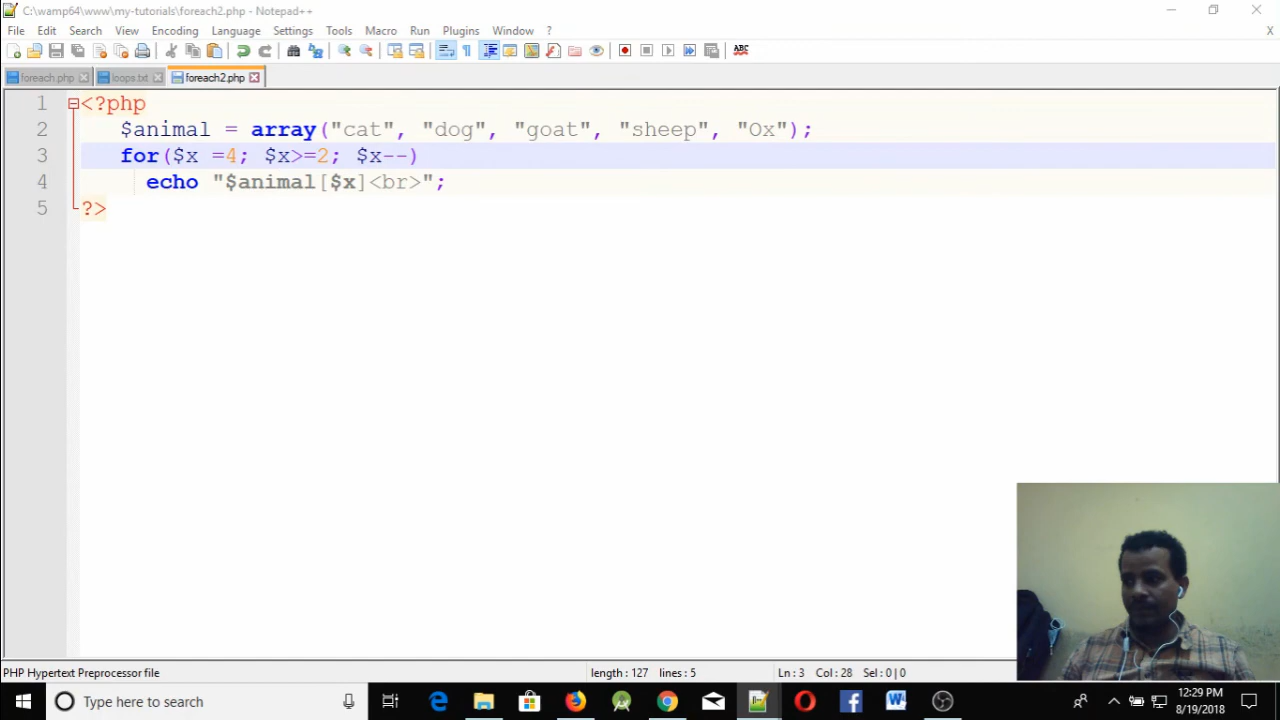 C:\wamp64\www\my-tutorials\foreach2.php - Notepad++
File Edit Search View Encoding Language Settings Tools Macro Run Plugins Window ? X
ABC
foreach.php loops.txt foreach2.php
1 <?php
2 $animal = array("cat", "dog", "goat", "sheep", "Ox");
3 for($x =4; $x>=2; $x--)
4 echo "$animal[$x]<br>";
5 ?>
PHP Hypertext Preprocessor file length : 127 lines : 5 Ln : 3 Col : 28 Sel : 0 | 0
Type here to search
12:29 PM
8/19/2018